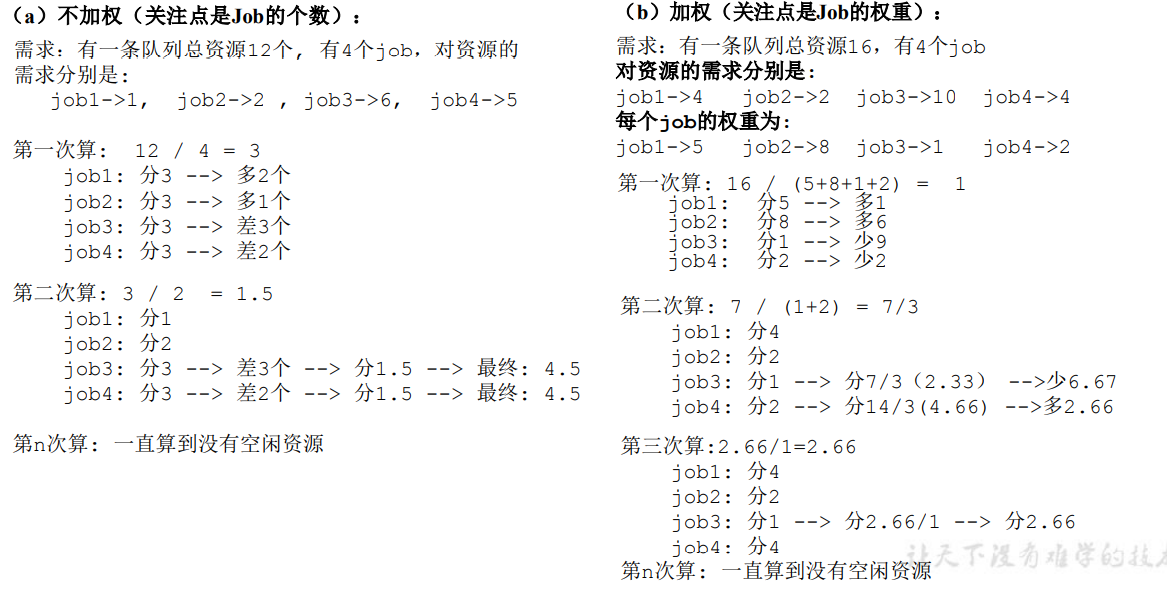 （a）不加权（关注点是Job的个数）：
需求：有一条队列总资源12个, 有4个job，对资源的
需求分别是:
job1->1, job2->2 , job3->6, job4->5
第一次算: 12 / 4 = 3
job1: 分3 --> 多2个
job2: 分3 --> 多1个
job3: 分3 --> 差3个
job4: 分3 --> 差2个
第二次算: 3 / 2 = 1.5
job1: 分1
job2: 分2
job3: 分3 --> 差3个 --> 分1.5 --> 最终: 4.5
job4: 分3 --> 差2个 --> 分1.5 --> 最终: 4.5
第n次算: 一直算到没有空闲资源
（b）加权（关注点是Job的权重）：
需求：有一条队列总资源16，有4个job
对资源的需求分别是:
job1->4 job2->2 job3->10 job4->4
每个job的权重为:
job1->5 job2->8 job3->1 job4->2
第一次算: 16 / (5+8+1+2) = 1
job1: 分5 --> 多1
job2: 分8 --> 多6
job3: 分1 --> 少9
job4: 分2 --> 少2
第二次算: 7 / (1+2) = 7/3
job1: 分4
job2: 分2
job3: 分1 --> 分7/3（2.33） -->少6.67
job4: 分2 --> 分14/3(4.66) -->多2.66
第三次算:2.66/1=2.66
job1: 分4
job2: 分2
job3: 分1 --> 分2.66/1 --> 分2.66
job4: 分4
第n次算: 一直算到没有空闲资源
让天下没有难学的技